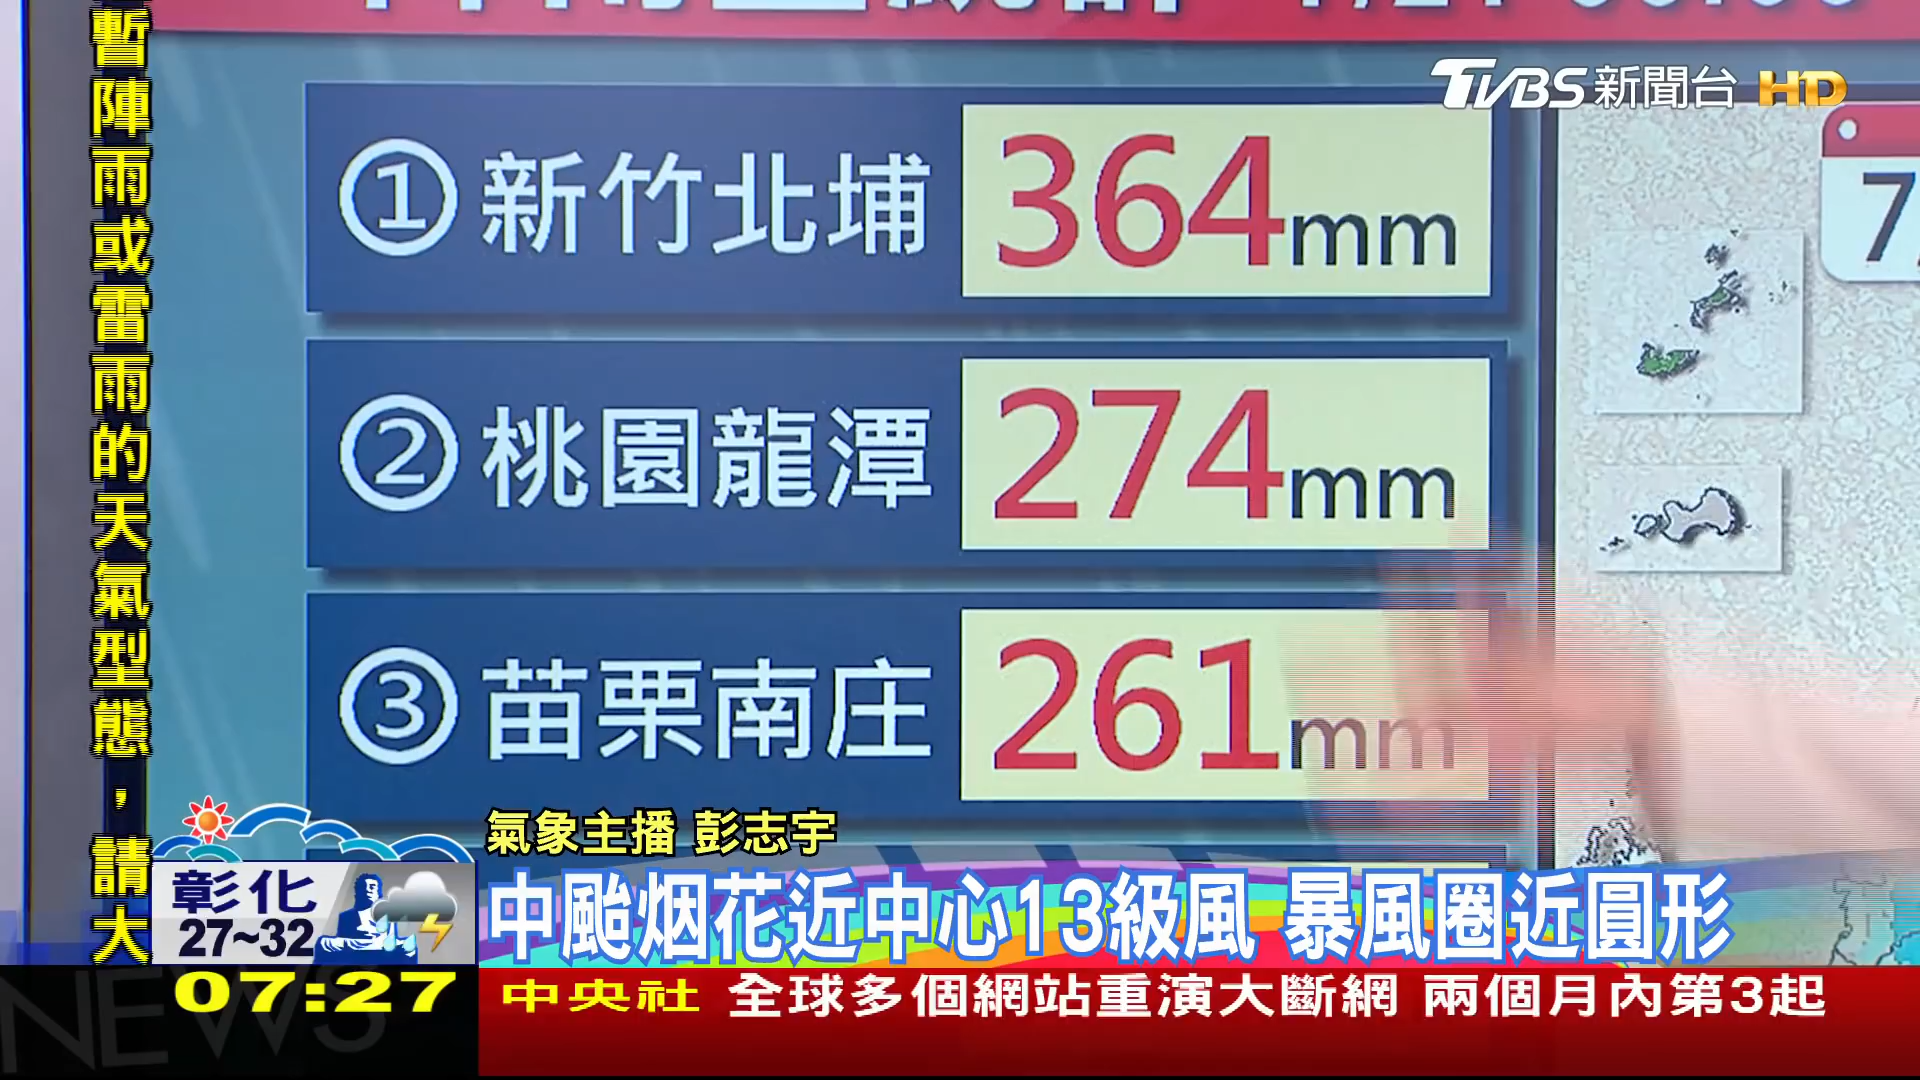 TVBS新聞台 HD
① 新竹北埔 364mm
② 桃園龍潭 274mm
③ 苗栗南庄 261mm
暫陣雨或雷雨的天氣型態，請大
氣象主播 彭志宇
中颱烟花近中心13級風 暴風圈近圓形
彰化
27~32
07:27
中央社 全球多個網站重演大斷網 兩個月內第3起
NEWS